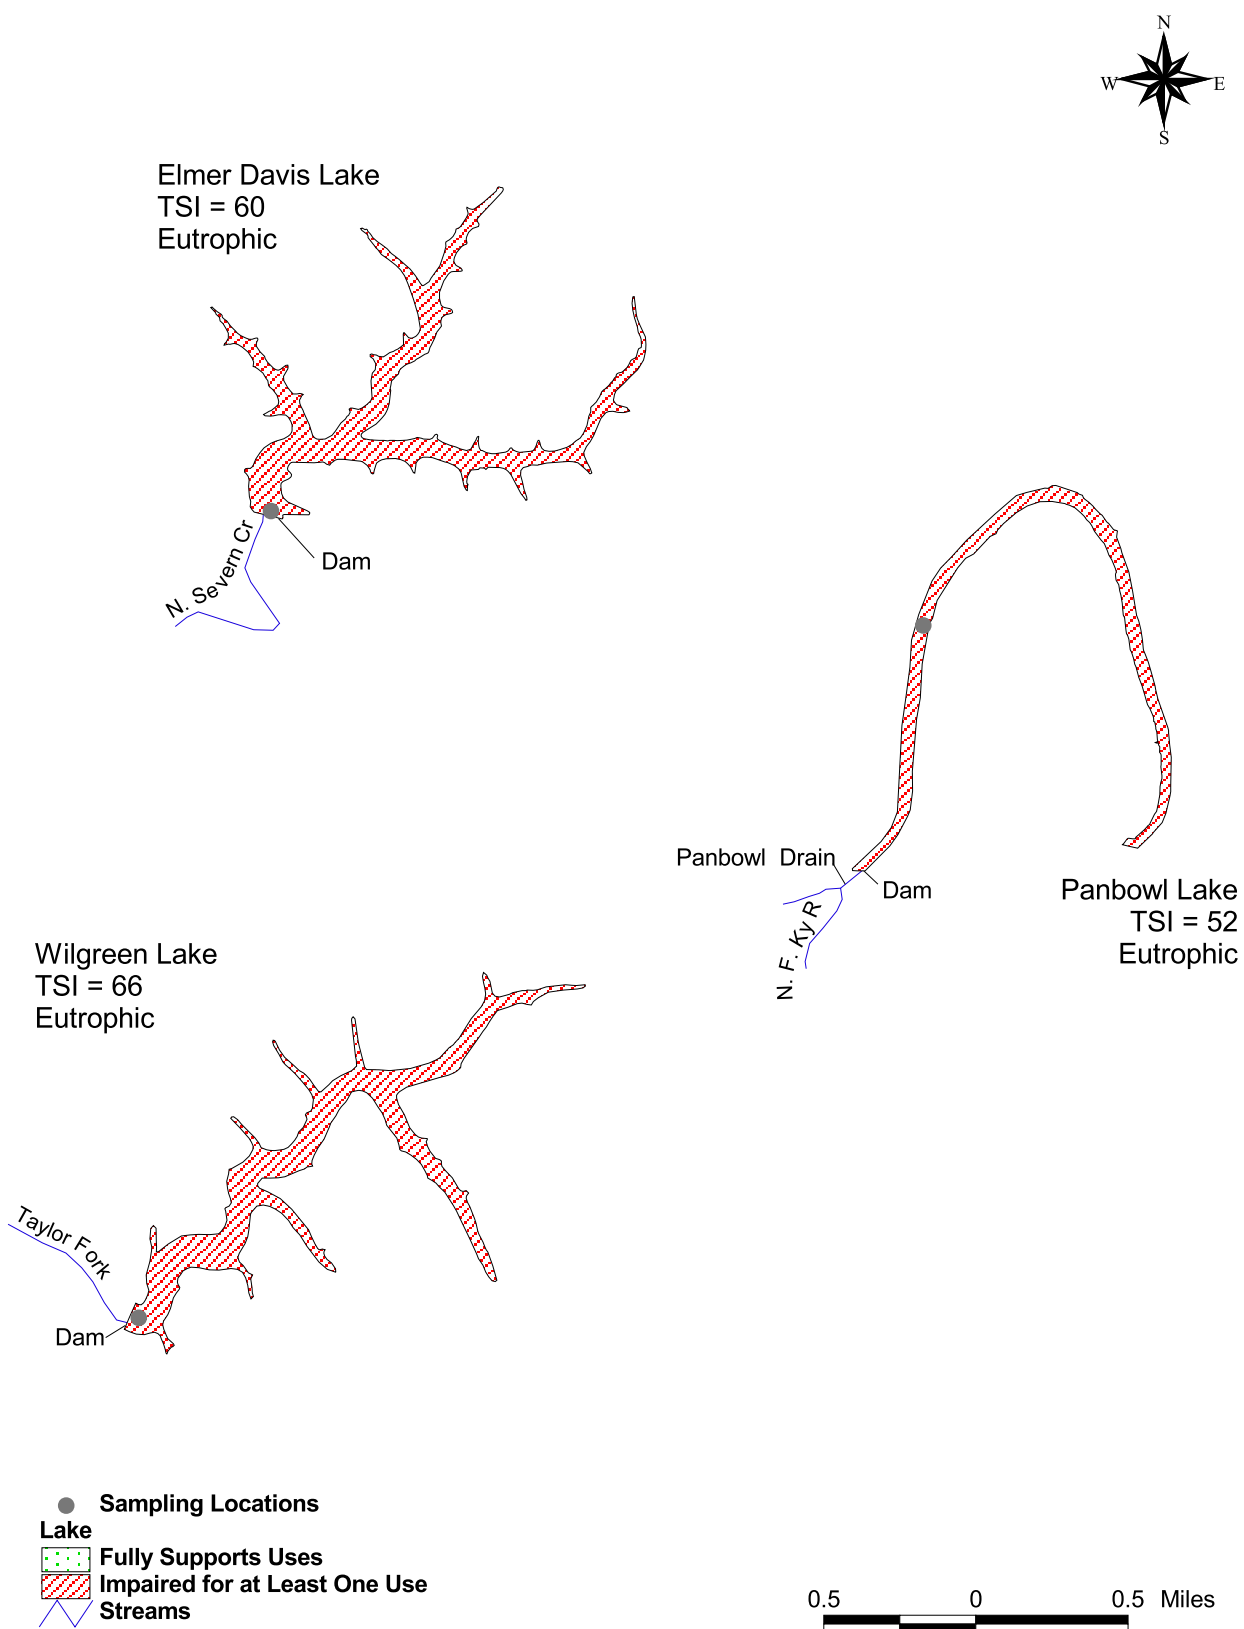 N
W E
S
Elmer Davis Lake
TSI = 60
Eutrophic
Dam
N. Severn Cr
Panbowl Drain
Dam
N. F. Ky R
Panbowl Lake
TSI = 52
Eutrophic
Wilgreen Lake
TSI = 66
Eutrophic
Taylor Fork
Dam
Sampling Locations
Lake
Fully Supports Uses
Impaired for at Least One Use
Streams
0.5 0 0.5 Miles